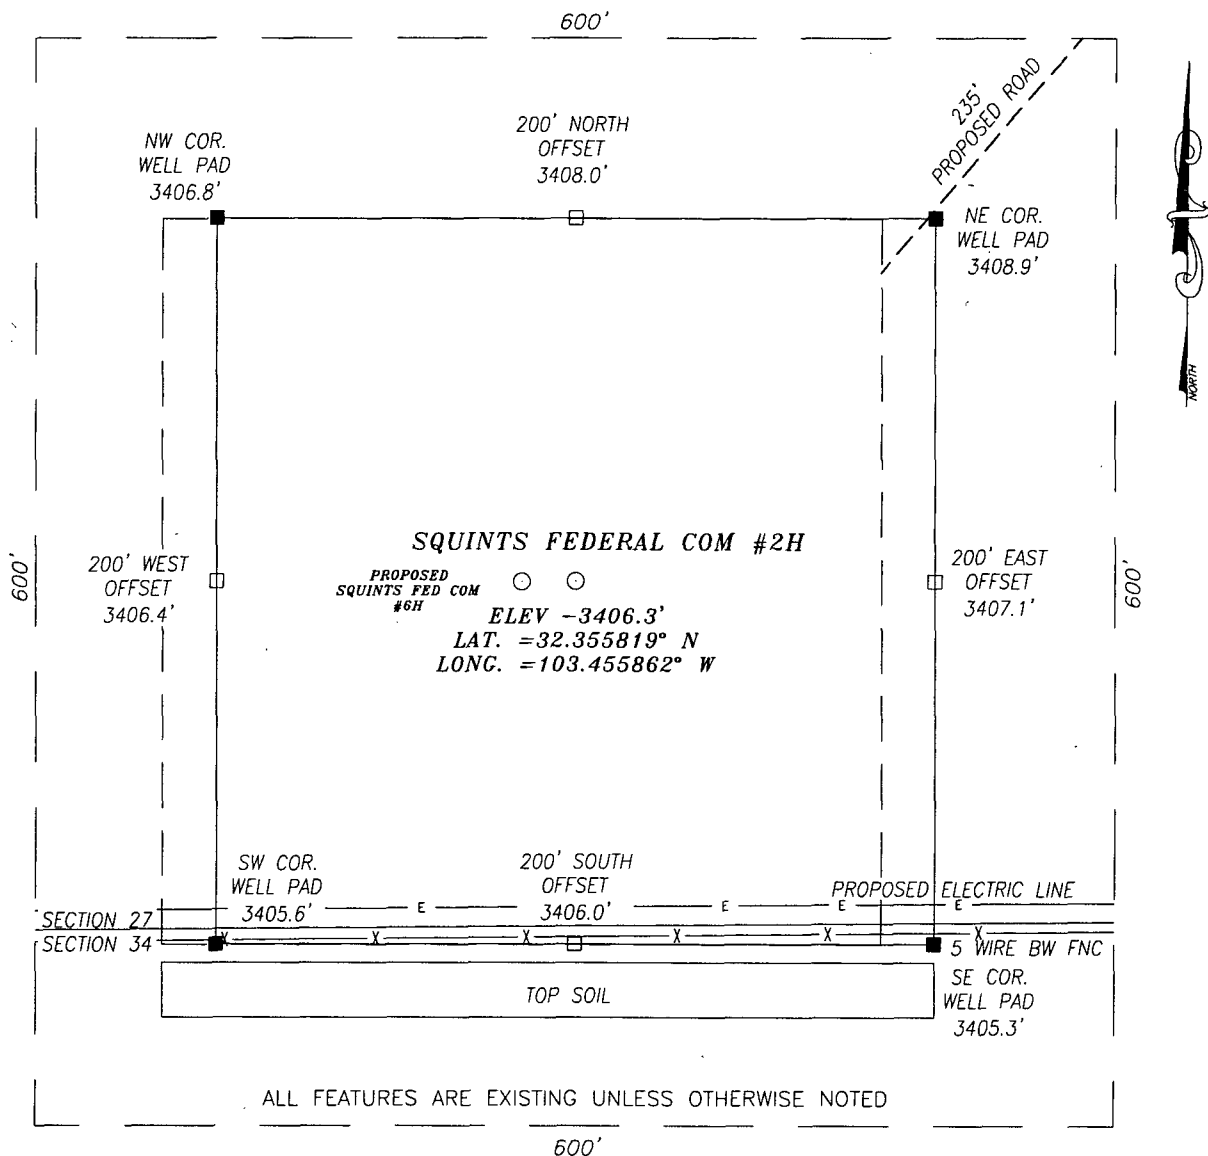 600'
235'
PROPOSED ROAD
NW COR.
WELL PAD
3406.8'
200' NORTH
OFFSET
3408.0'
NE COR.
WELL PAD
3408.9'
NORTH
600'
200' WEST
OFFSET
3406.4'
SQUINTS FEDERAL COM #2H
PROPOSED
SQUINTS FED COM
#6H
ELEV -3406.3'
LAT. =32.355819° N
LONG. =103.455862° W
200' EAST
OFFSET
3407.1'
600'
SW COR.
WELL PAD
3405.6'
200' SOUTH
OFFSET
3406.0'
PROPOSED ELECTRIC LINE
E E E E
SECTION 27
SECTION 34
X X X X X X
5 WIRE BW FNC
SE COR.
WELL PAD
3405.3'
TOP SOIL
ALL FEATURES ARE EXISTING UNLESS OTHERWISE NOTED
600'